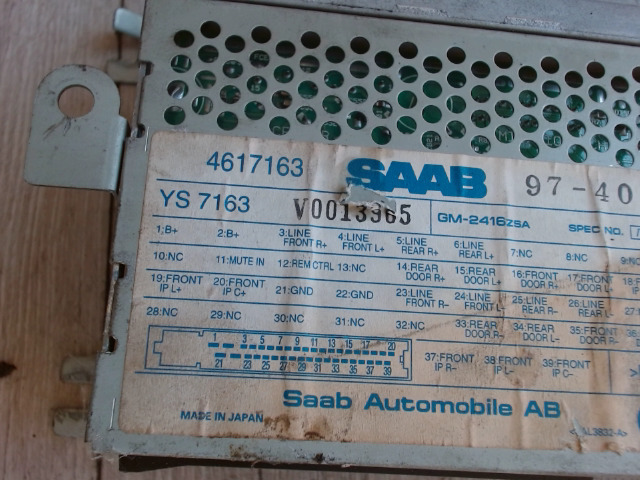 4617163 SAAB 97-40
YS 7163 V0013965 GM-2416ZSA SPEC NO.
1:B+ 2:B+ 3:LINE FRONT R+ 4:LINE FRONT L+ 5:LINE REAR R+ 6:LINE REAR L+ 7:NC 8:NC 9:NC
10:NC 11:MUTE IN 12:REM CTRL 13:NC 14:REAR DOOR R+ 15:REAR DOOR L+ 16:FRONT DOOR R+ 17:FRONT DOOR L+
19:FRONT IP L+ 20:FRONT IP C+ 21:GND 22:GND 23:LINE FRONT R- 24:LINE FRONT L- 25:LINE REAR R- 26:LINE REAR L-
28:NC 29:NC 30:NC 31:NC 32:NC 33:REAR DOOR R- 34:REAR DOOR L- 35:FRONT DOOR R-
1 3 5 7 9 11 13 15 17 20
21 23 25 27 29 31 33 35 37 39
37:FRONT IP R- 38:FRONT IP L- 39:FRONT IP C-
MADE IN JAPAN Saab Automobile AB